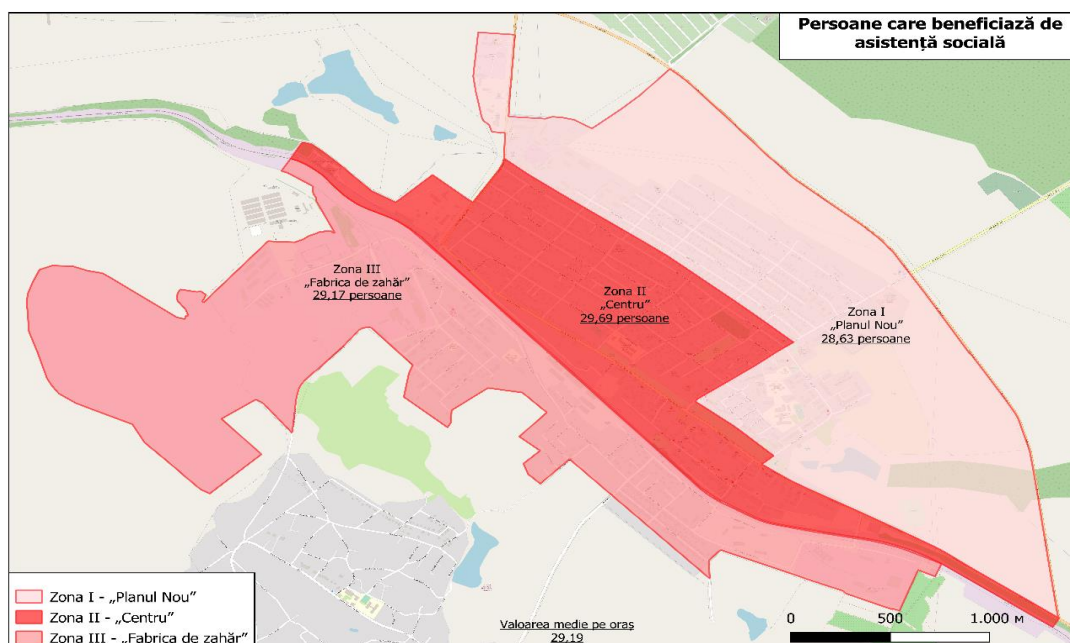 Persoane care beneficiază de
asistență socială
Zona III
„Fabrica de zahăr”
29,17 persoane
Zona II
„Centru”
29,69 persoane
Zona I
„Planul Nou”
28,63 persoane
Zona I - „Planul Nou”
Zona II - „Centru”
Zona III - „Fabrica de zahăr”
Valoarea medie pe oraș
29,19
0 500 1.000 м